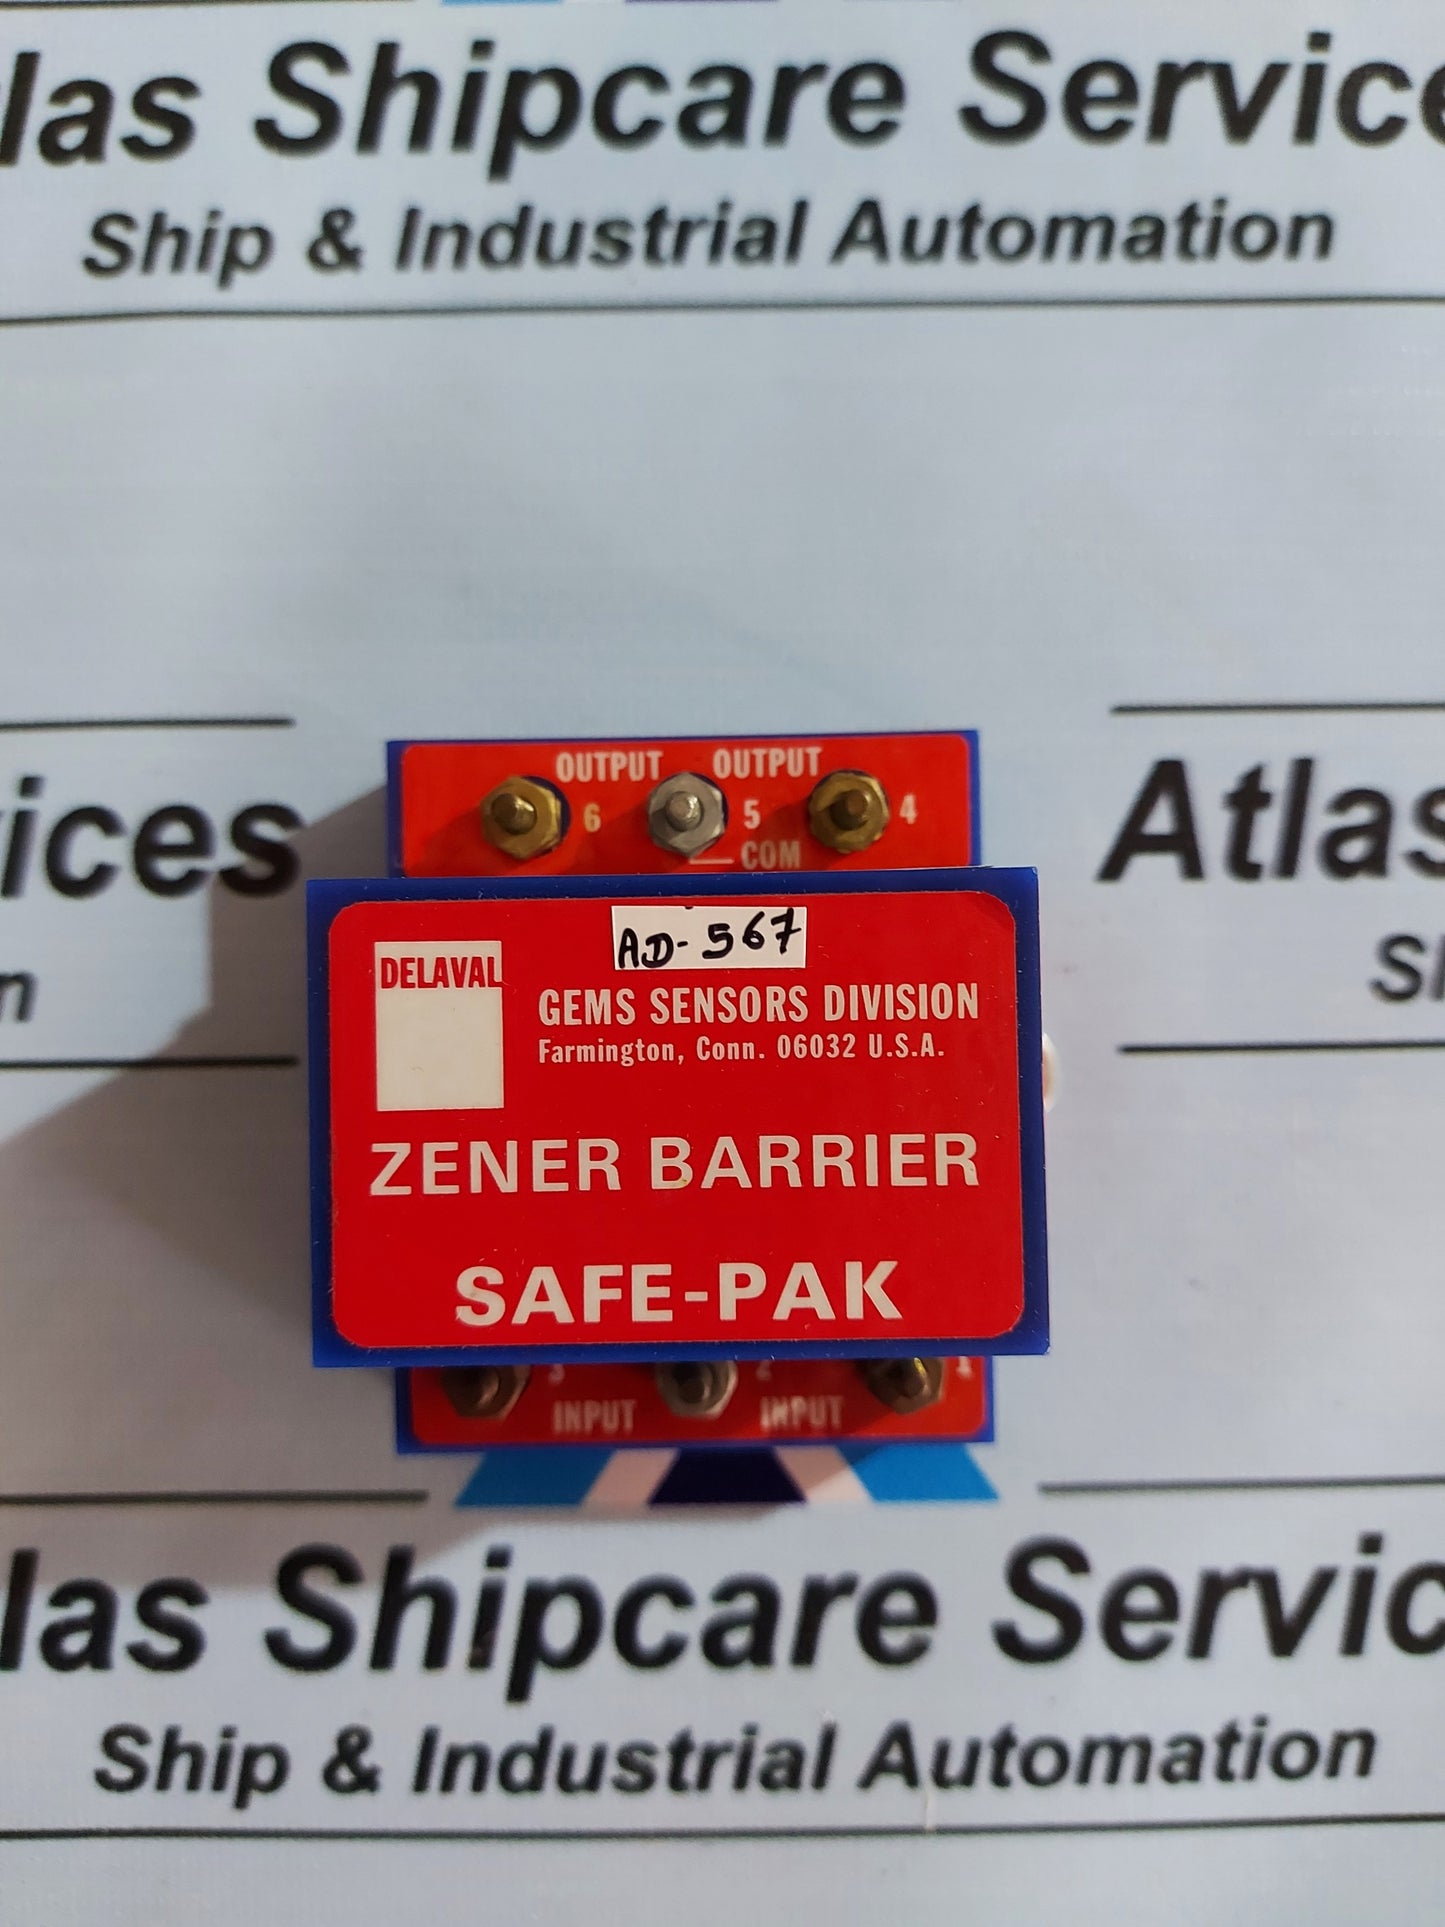 las Shipcare Service
Ship & Industrial Automation
ices
Atlas
n
OUTPUT OUTPUT
6 5 4
COM
AD-567
DELAVAL
GEMS SENSORS DIVISION
Farmington, Conn. 06032 U.S.A.
ZENER BARRIER
SAFE-PAK
3 2 1
INPUT INPUT
las Shipcare Servic
Ship & Industrial Automation